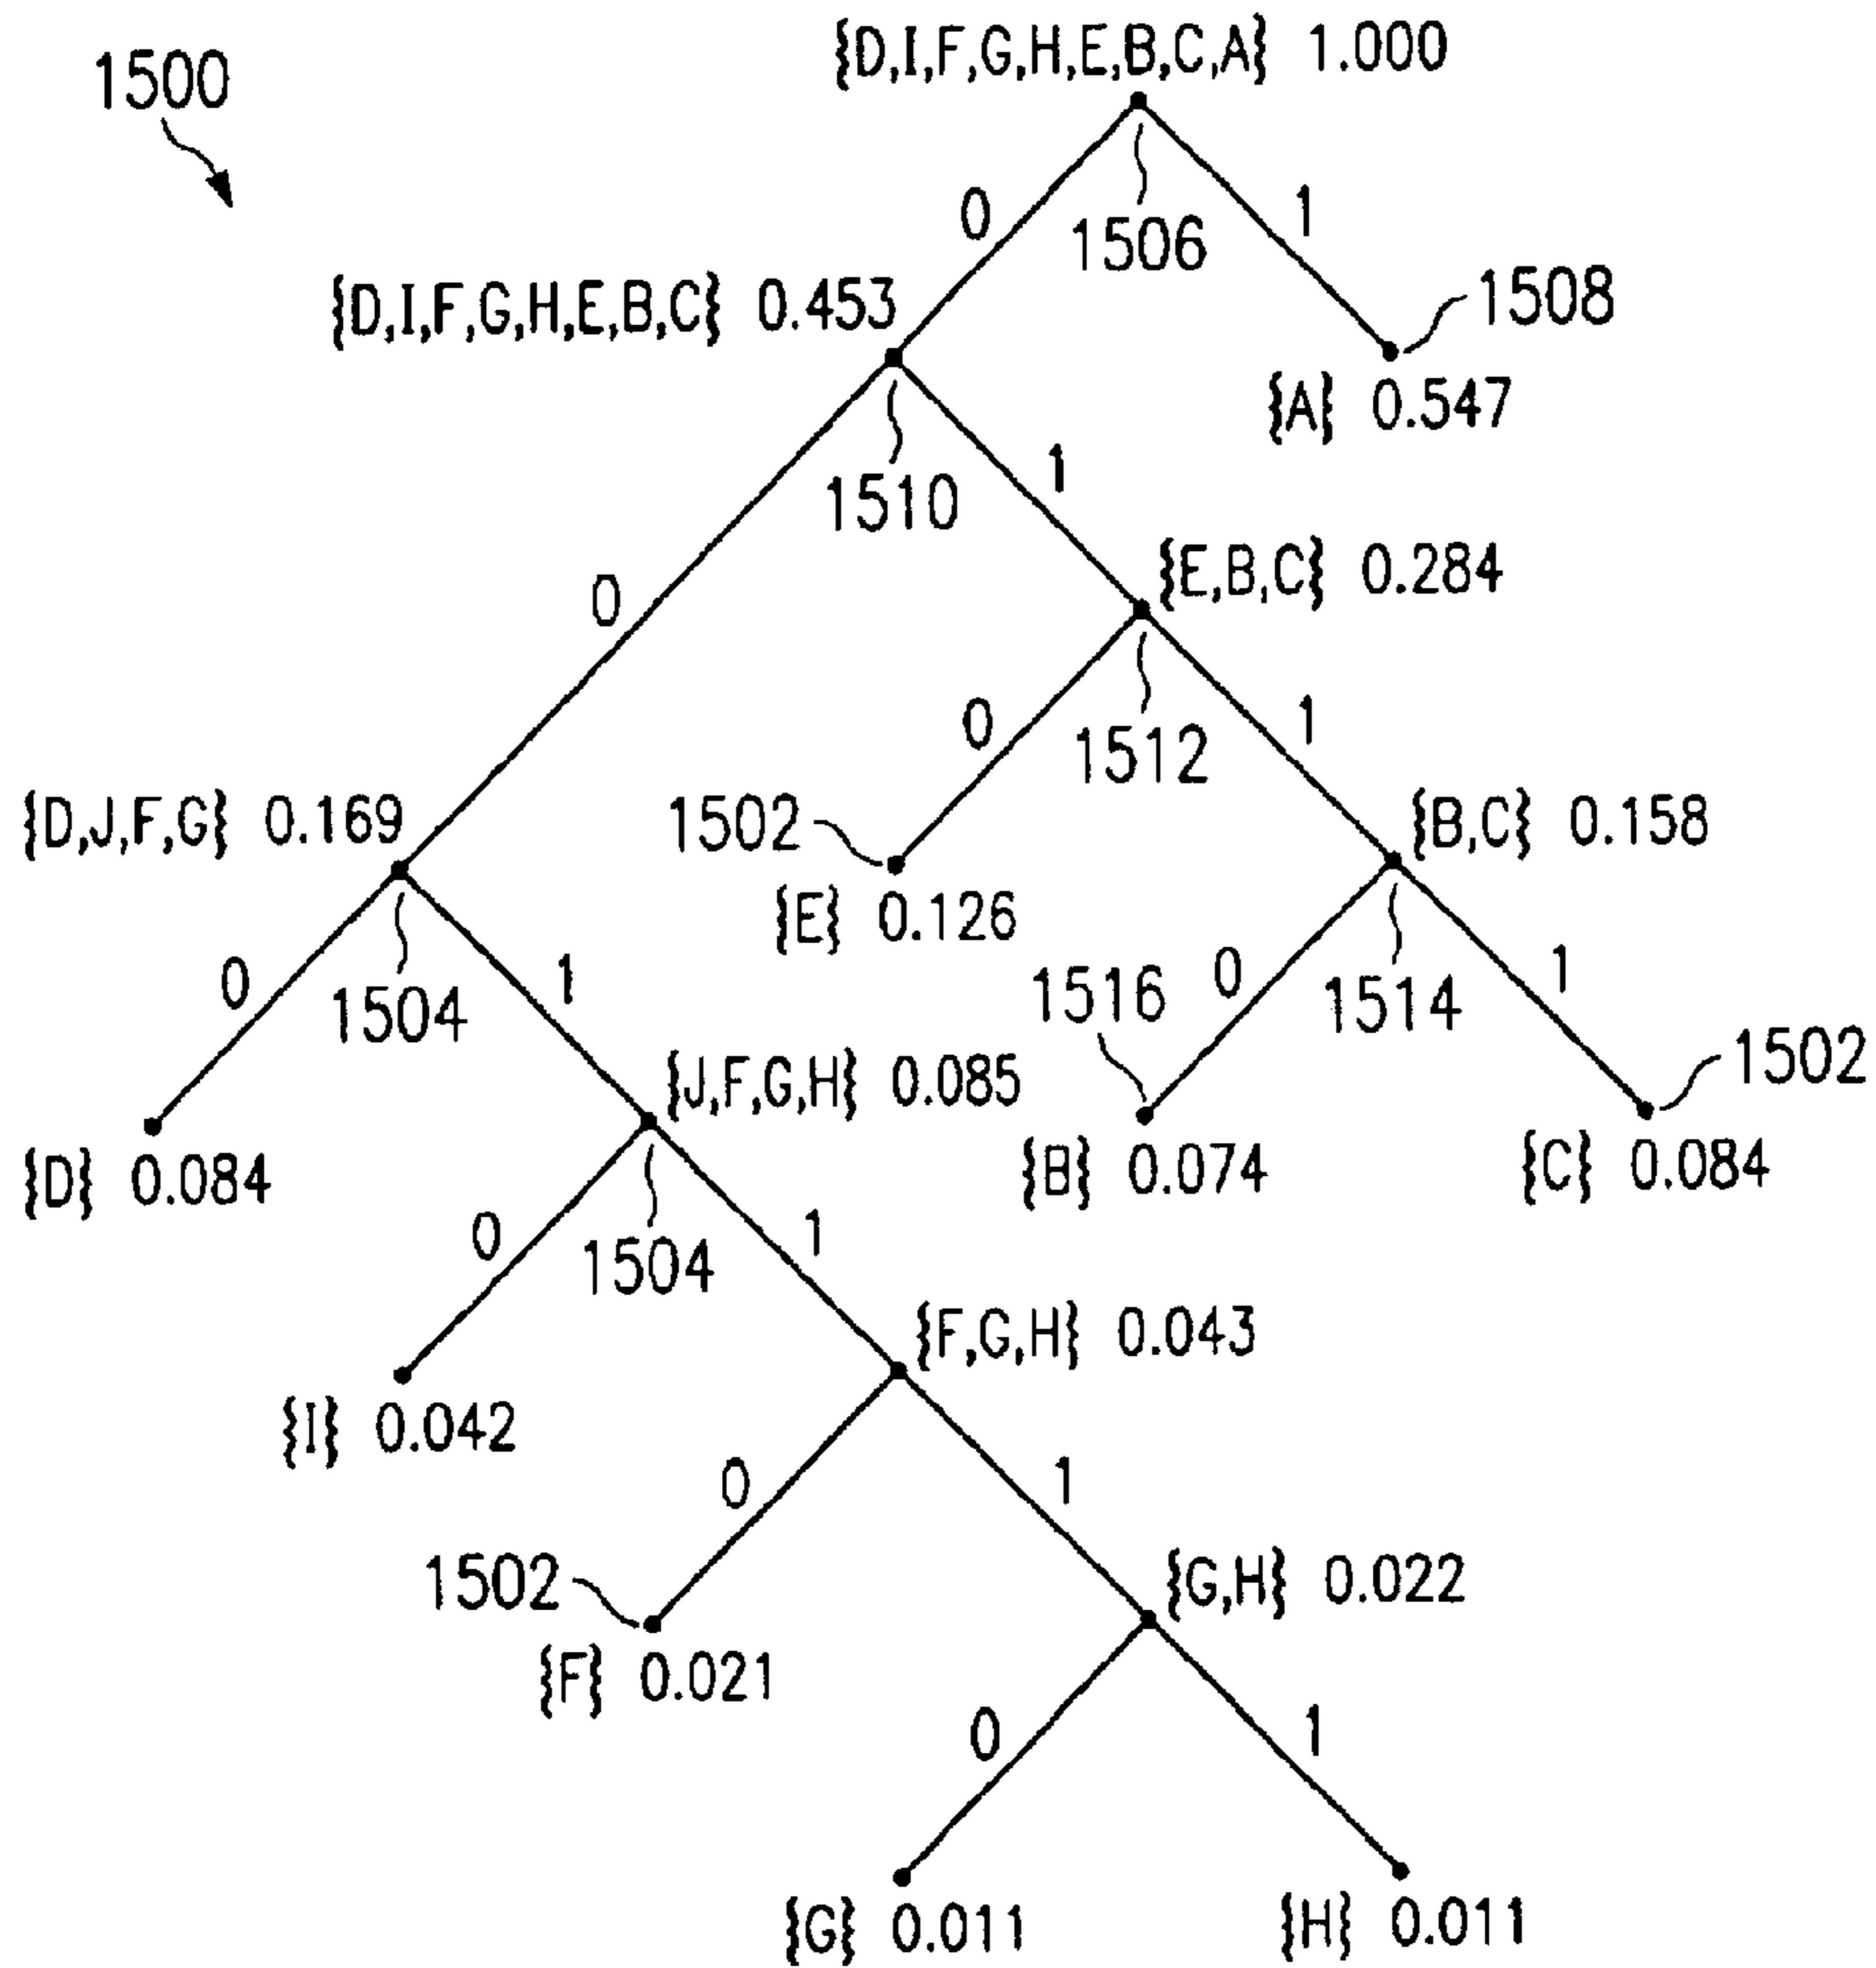 {D,I,F,G,H,E,B,C,A} 1.000
1500
0
1506
1
{D,I,F,G,H,E,B,C} 0.453
1508
{A} 0.547
1510
1
{E,B,C} 0.284
0
0
1512
1
{D,J,F,G} 0.169
1502
{B,C} 0.158
{E} 0.126
0
1504
1
1516
0
1514
1
1502
{J,F,G,H} 0.085
{D} 0.084
{B} 0.074
{C} 0.084
0
1504
1
{F,G,H} 0.043
{I} 0.042
0
1
1502
{G,H} 0.022
{F} 0.021
0
1
{G} 0.011
{H} 0.011